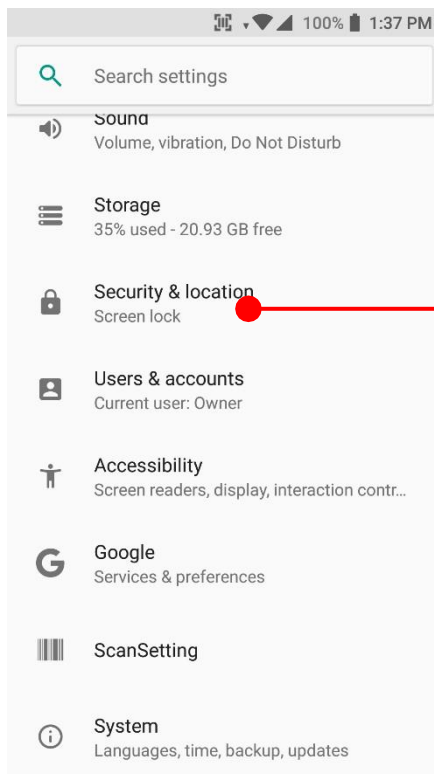 100% 1:37 PM
Search settings
Sound
Volume, vibration, Do Not Disturb
Storage
35% used - 20.93 GB free
Security & location
Screen lock
Users & accounts
Current user: Owner
Accessibility
Screen readers, display, interaction contr...
Google
Services & preferences
ScanSetting
System
Languages, time, backup, updates